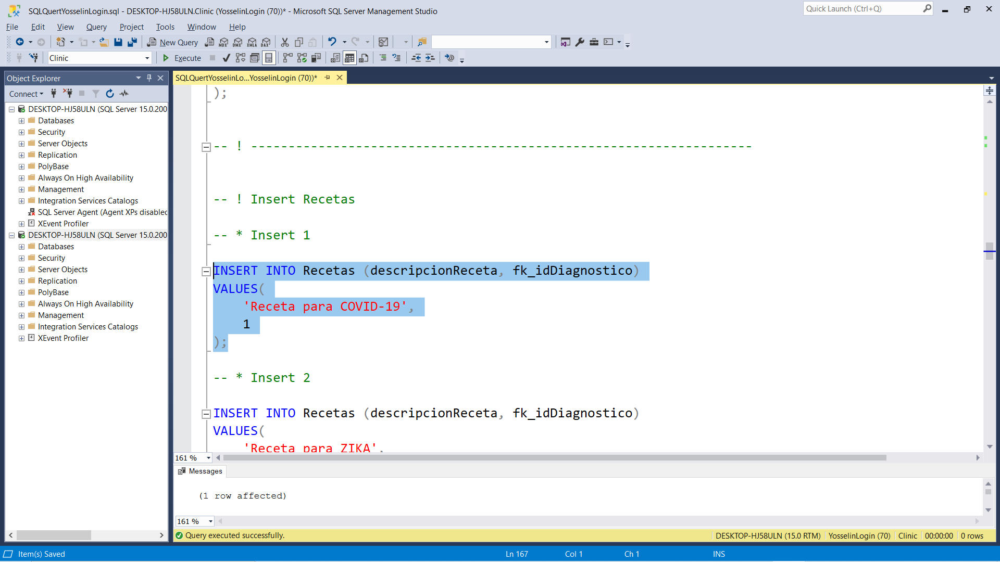 SQLQuertYosselinLogin.sql - DESKTOP-HJ58ULN.Clinic (YosselinLogin (70))* - Microsoft SQL Server Management Studio
Quick Launch (Ctrl+Q)
File Edit View Query Project Tools Window Help
New Query MDX DMX XMLA DAX
Clinic Execute
Object Explorer
SQLQuertYosselinLo...YosselinLogin (70))*
Connect
DESKTOP-HJ58ULN (SQL Server 15.0.200
Databases
Security
Server Objects
Replication
PolyBase
Always On High Availability
Management
Integration Services Catalogs
SQL Server Agent (Agent XPs disablec
XEvent Profiler
DESKTOP-HJ58ULN (SQL Server 15.0.200
Databases
Security
Server Objects
Replication
PolyBase
Always On High Availability
Management
Integration Services Catalogs
XEvent Profiler
);
-- ! -------------------------------------------------------------------
-- ! Insert Recetas
-- * Insert 1
INSERT INTO Recetas (descripcionReceta, fk_idDiagnostico)
VALUES(
'Receta para COVID-19',
1
);
-- * Insert 2
INSERT INTO Recetas (descripcionReceta, fk_idDiagnostico)
VALUES(
'Receta para ZIKA',
161 %
Messages
(1 row affected)
161 %
Query executed successfully.
DESKTOP-HJ58ULN (15.0 RTM) YosselinLogin (70) Clinic 00:00:00 0 rows
Item(s) Saved Ln 167 Col 1 Ch 1 INS